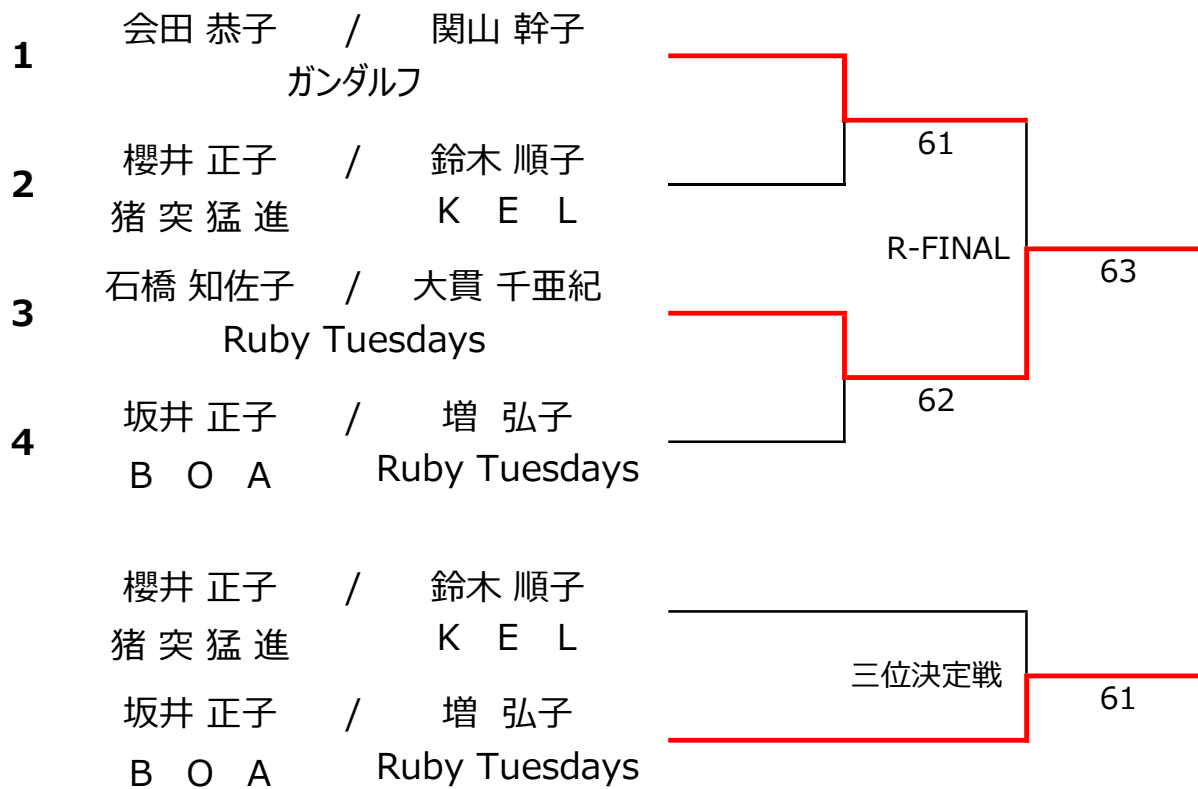 会田 恭子 / 関山 幹子
1
ガンダルフ
61
櫻井 正子 / 鈴木 順子
2
猪 突 猛 進 K E L
R-FINAL
63
石橋 知佐子 / 大貫 千亜紀
3
Ruby Tuesdays
62
坂井 正子 / 増 弘子
4
B O A Ruby Tuesdays
櫻井 正子 / 鈴木 順子
猪 突 猛 進 K E L
三位決定戦
61
坂井 正子 / 増 弘子
B O A Ruby Tuesdays